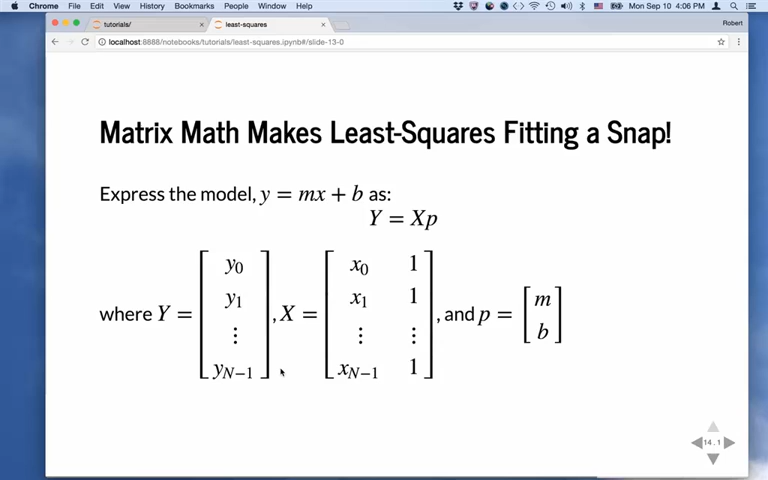 Chrome File Edit View History Bookmarks People Window Help Mon Sep 10 4:06 PM
tutorials/ × least-squares × Robert
localhost:8888/notebooks/tutorials/least-squares.ipynb#/slide-13-0
Matrix Math Makes Least-Squares Fitting a Snap!
Express the model, y = mx + b as:
Y = Xp
where Y = [y₀ y₁ ⋮ y_{N−1}], X = [x₀ 1 x₁ 1 ⋮ ⋮ x_{N−1} 1], and p = [m b]
14 . 1